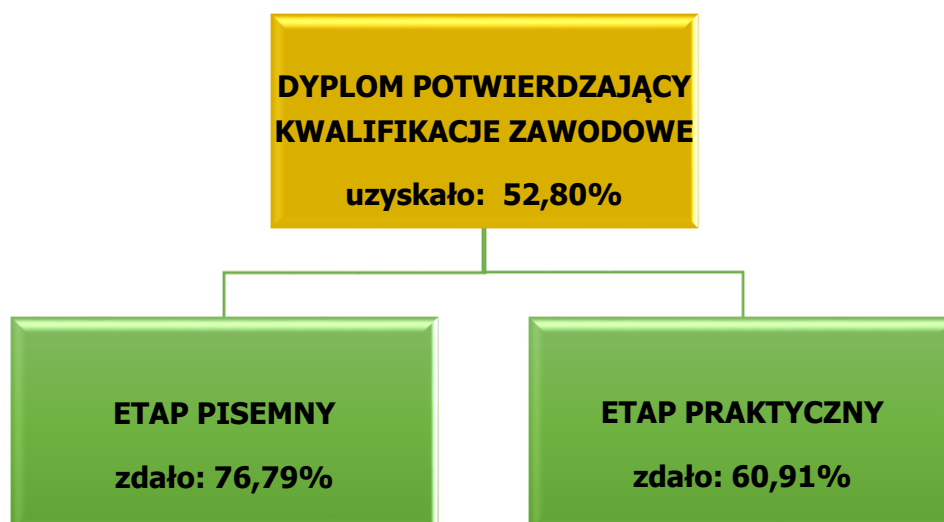 DYPLOM POTWIERDZAJĄCY
KWALIFIKACJE ZAWODOWE
uzyskało: 52,80%
ETAP PISEMNY
zdało: 76,79%
ETAP PRAKTYCZNY
zdało: 60,91%